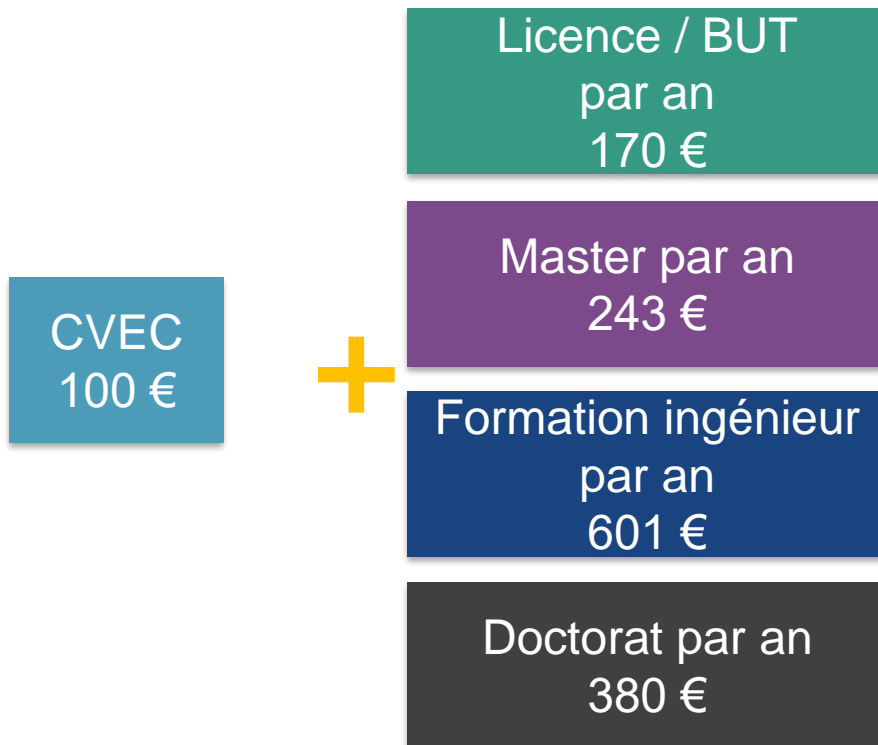 CVEC
100 €
+
Licence / BUT
par an
170 €
Master par an
243 €
Formation ingénieur
par an
601 €
Doctorat par an
380 €